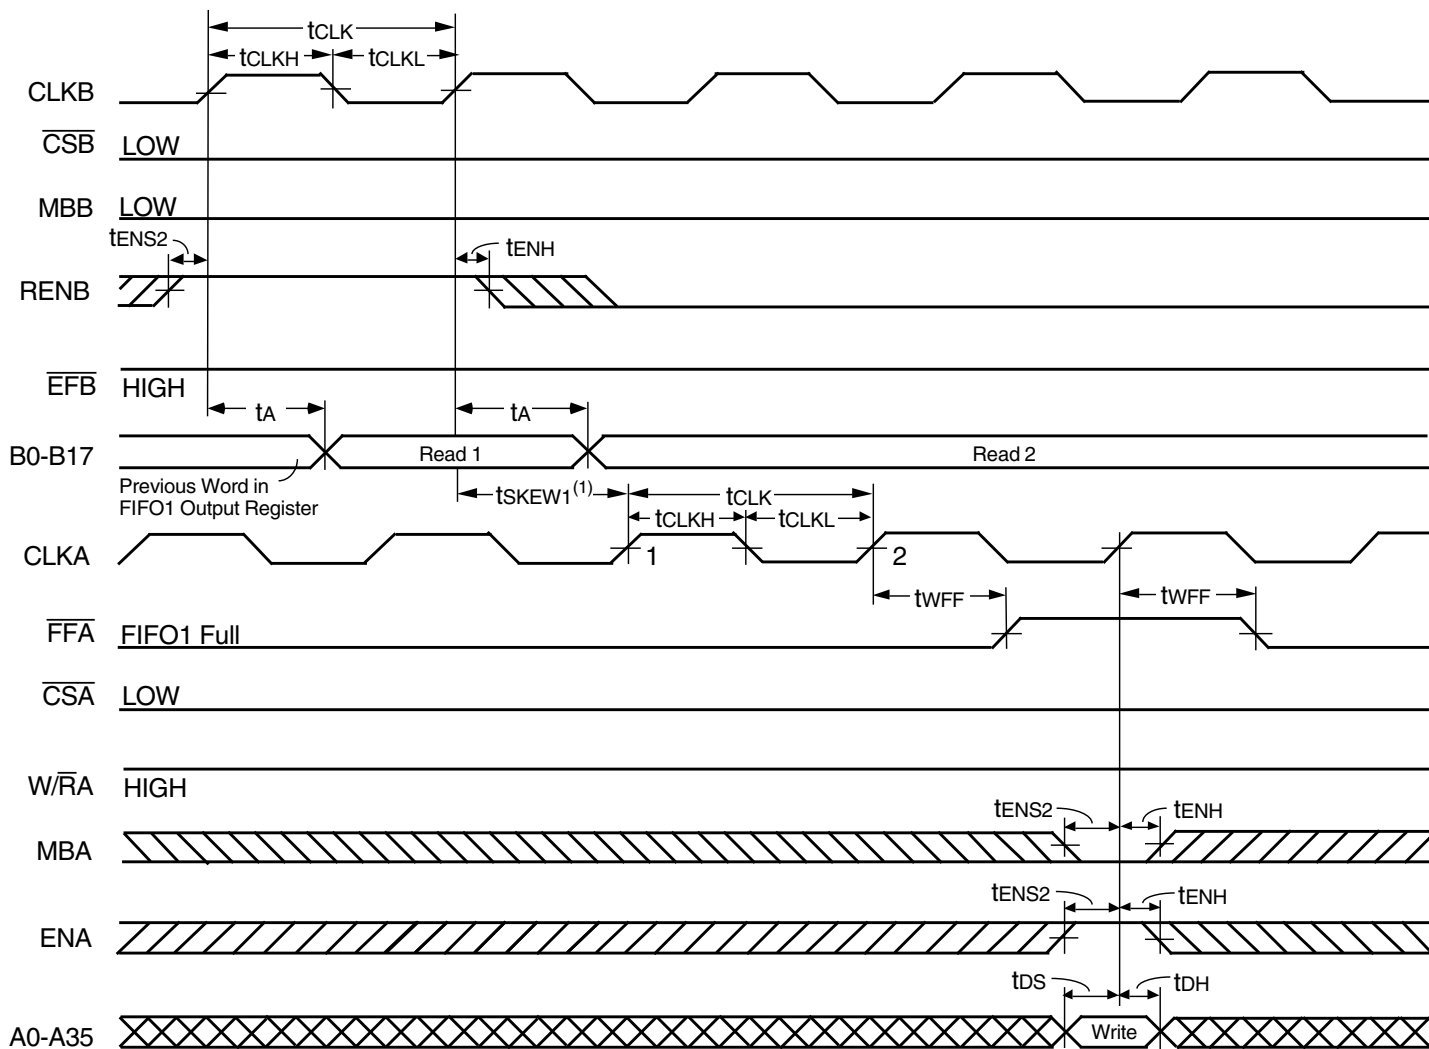 tCLK
tCLKH tCLKL
CLKB
CSB LOW
MBB LOW
tENS2 tENH
RENB
EFB HIGH
tA tA
B0-B17 Read 1 Read 2
Previous Word in
FIFO1 Output Register
tSKEW1(1) tCLK
tCLKH tCLKL
CLKA 1 2
tWFF tWFF
FFA FIFO1 Full
CSA LOW
W/RA HIGH
tENS2 tENH
MBA
tENS2 tENH
ENA
tDS tDH
A0-A35 Write